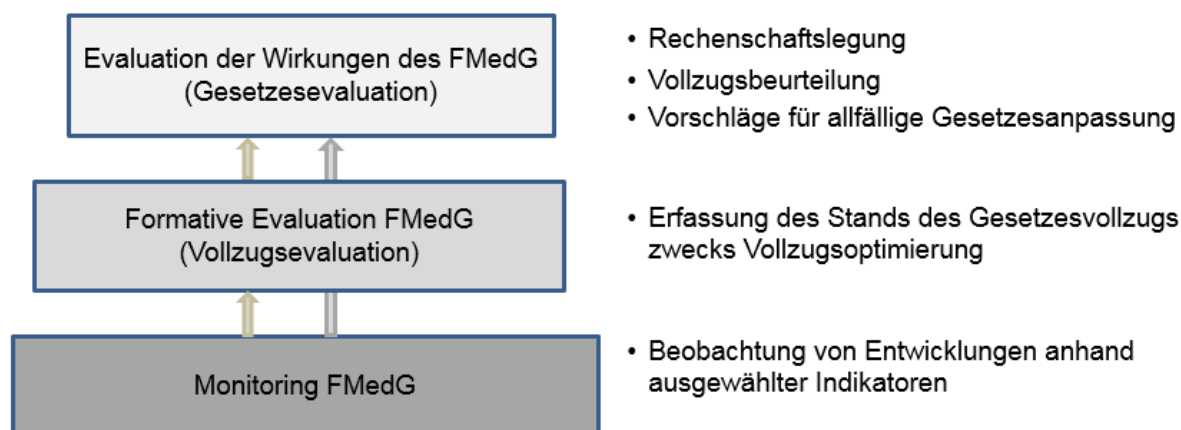 Evaluation der Wirkungen des FMedG
(Gesetzesevaluation)
• Rechenschaftslegung
• Vollzugsbeurteilung
• Vorschläge für allfällige Gesetzesanpassung
Formative Evaluation FMedG
(Vollzugsevaluation)
• Erfassung des Stands des Gesetzesvollzugs
zwecks Vollzugsoptimierung
Monitoring FMedG
• Beobachtung von Entwicklungen anhand
ausgewählter Indikatoren